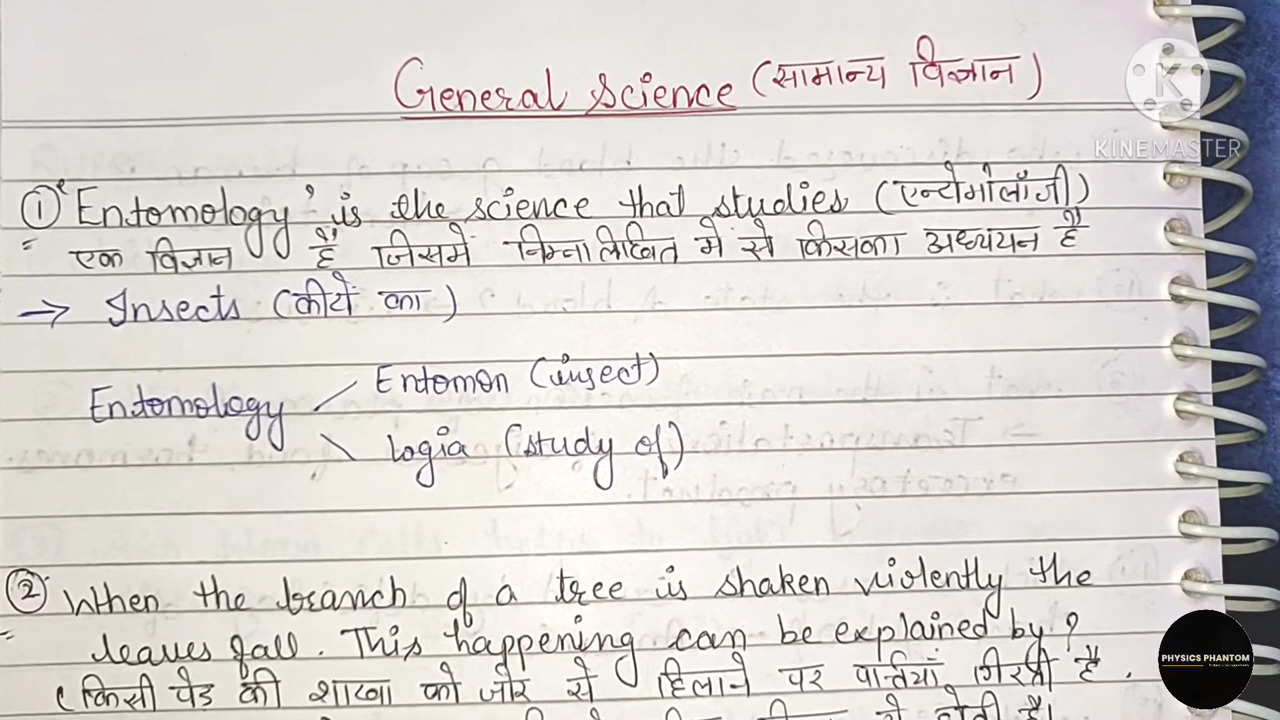 General Science (सामान्य विज्ञान)
KINEMASTER
① 'Entomology' is the science that studies (एन्टोमोलॉजी)
एक विज्ञान है जिसमें निम्नालिखित में से किसका अध्ययन है
→ Insects (कीटो का)
Entomology
Entomon (insect)
logia (study of)
② When the branch of a tree is shaken violently the
leaves fall. This happening can be explained by?
(किसी पेड़ की शाखा को जोर से हिलाने पर पत्तियां गिरती है.
PHYSICS PHANTOM